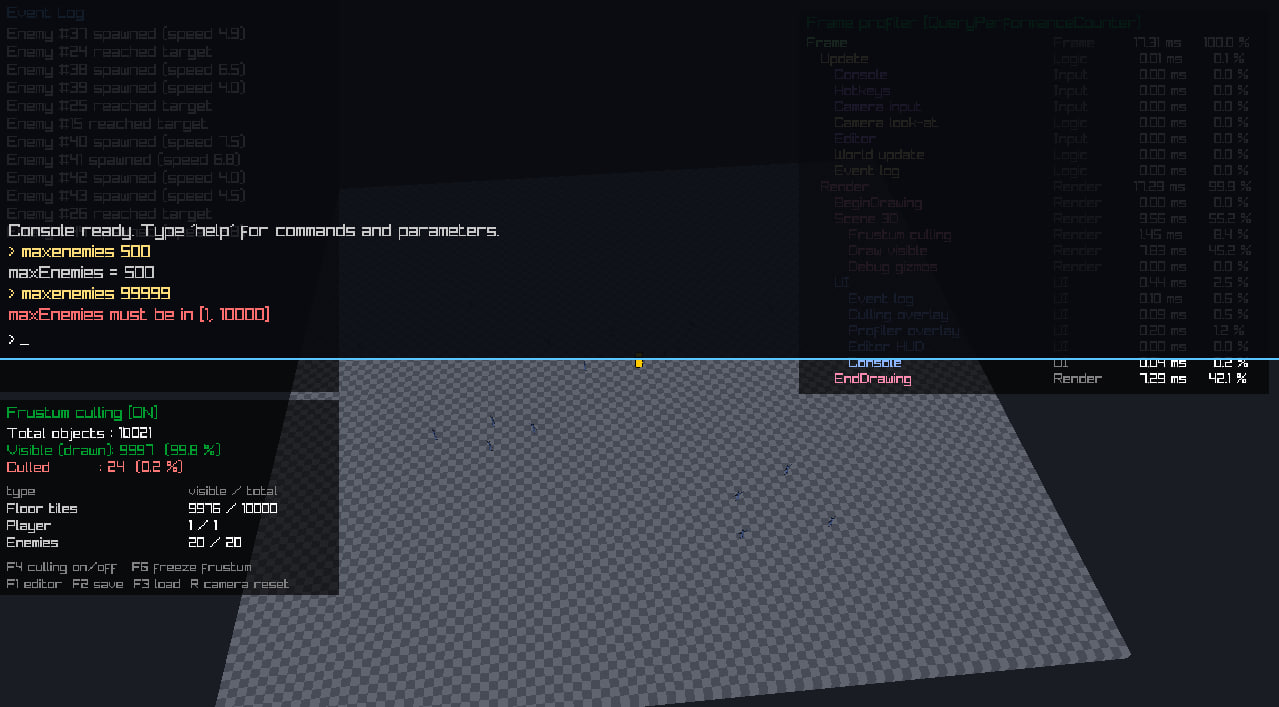 Event Log
Enemy #37 spawned (speed 4.9)
Enemy #24 reached target
Enemy #38 spawned (speed 6.5)
Enemy #39 spawned (speed 4.0)
Enemy #25 reached target
Enemy #15 reached target
Enemy #40 spawned (speed 7.5)
Enemy #41 spawned (speed 6.8)
Enemy #42 spawned (speed 4.0)
Enemy #43 spawned (speed 4.5)
Enemy #26 reached target
Console ready. Type 'help' for commands and parameters.
> maxenemies 500
maxEnemies = 500
> maxenemies 99999
maxEnemies must be in [1, 10000]
> _
Frame profiler (QueryPerformanceCounter)
Frame Frame 17.31 ms 100.0 %
Update Logic 0.01 ms 0.1 %
Console Input 0.00 ms 0.0 %
Hotkeys Input 0.00 ms 0.0 %
Camera input Input 0.00 ms 0.0 %
Camera look-at Logic 0.00 ms 0.0 %
Editor Input 0.00 ms 0.0 %
World update Logic 0.00 ms 0.0 %
Event log Logic 0.00 ms 0.0 %
Render Render 17.29 ms 99.9 %
BeginDrawing Render 0.00 ms 0.0 %
Scene 3D Render 9.56 ms 55.2 %
Frustum culling Render 1.45 ms 8.4 %
Draw visible Render 7.83 ms 45.2 %
Debug gizmos Render 0.00 ms 0.0 %
UI UI 0.44 ms 2.5 %
Event log UI 0.10 ms 0.6 %
Culling overlay UI 0.09 ms 0.5 %
Profiler overlay UI 0.20 ms 1.2 %
Editor HUD UI 0.00 ms 0.0 %
Console UI 0.04 ms 0.2 %
EndDrawing Render 7.29 ms 42.1 %
Frustum culling [ON]
Total objects : 10021
Visible (drawn): 9997 (99.8 %)
Culled : 24 (0.2 %)
type visible / total
Floor tiles 9976 / 10000
Player 1 / 1
Enemies 20 / 20
F4 culling on/off F6 freeze frustum
F1 editor F2 save F3 load R camera reset